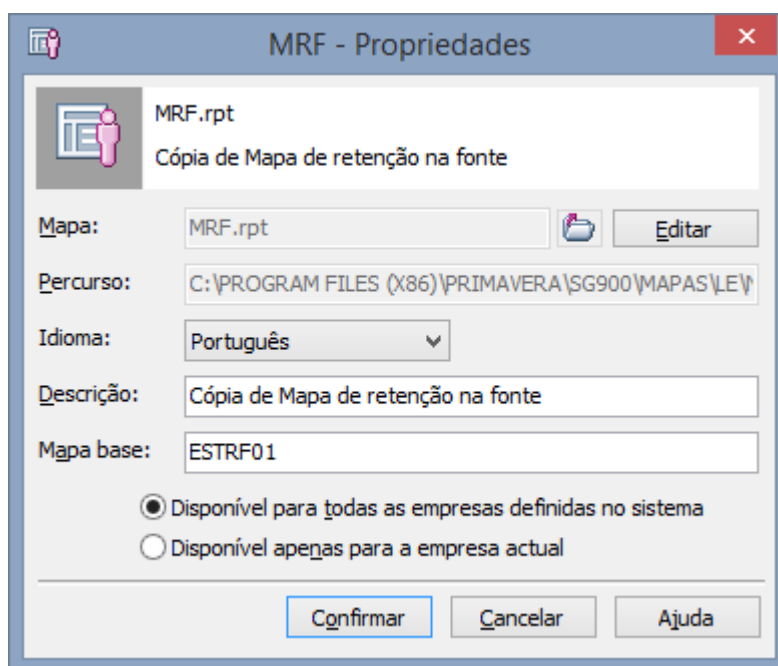 MRF - Propriedades
MRF.rpt
Cópia de Mapa de retenção na fonte
Mapa: MRF.rpt Editar
Percurso: C:\PROGRAM FILES (X86)\PRIMAVERA\SG900\MAPAS\LE\
Idioma: Português
Descrição: Cópia de Mapa de retenção na fonte
Mapa base: ESTRF01
Disponível para todas as empresas definidas no sistema
Disponível apenas para a empresa actual
Confirmar Cancelar Ajuda